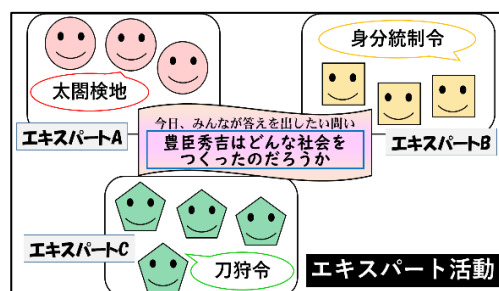 太閤検地
エキスパートA
身分統制令
エキスパートB
今日、みんなが答えを出したい問い
豊臣秀吉はどんな社会を
つくったのだろうか
エキスパートC
刀狩令
エキスパート活動